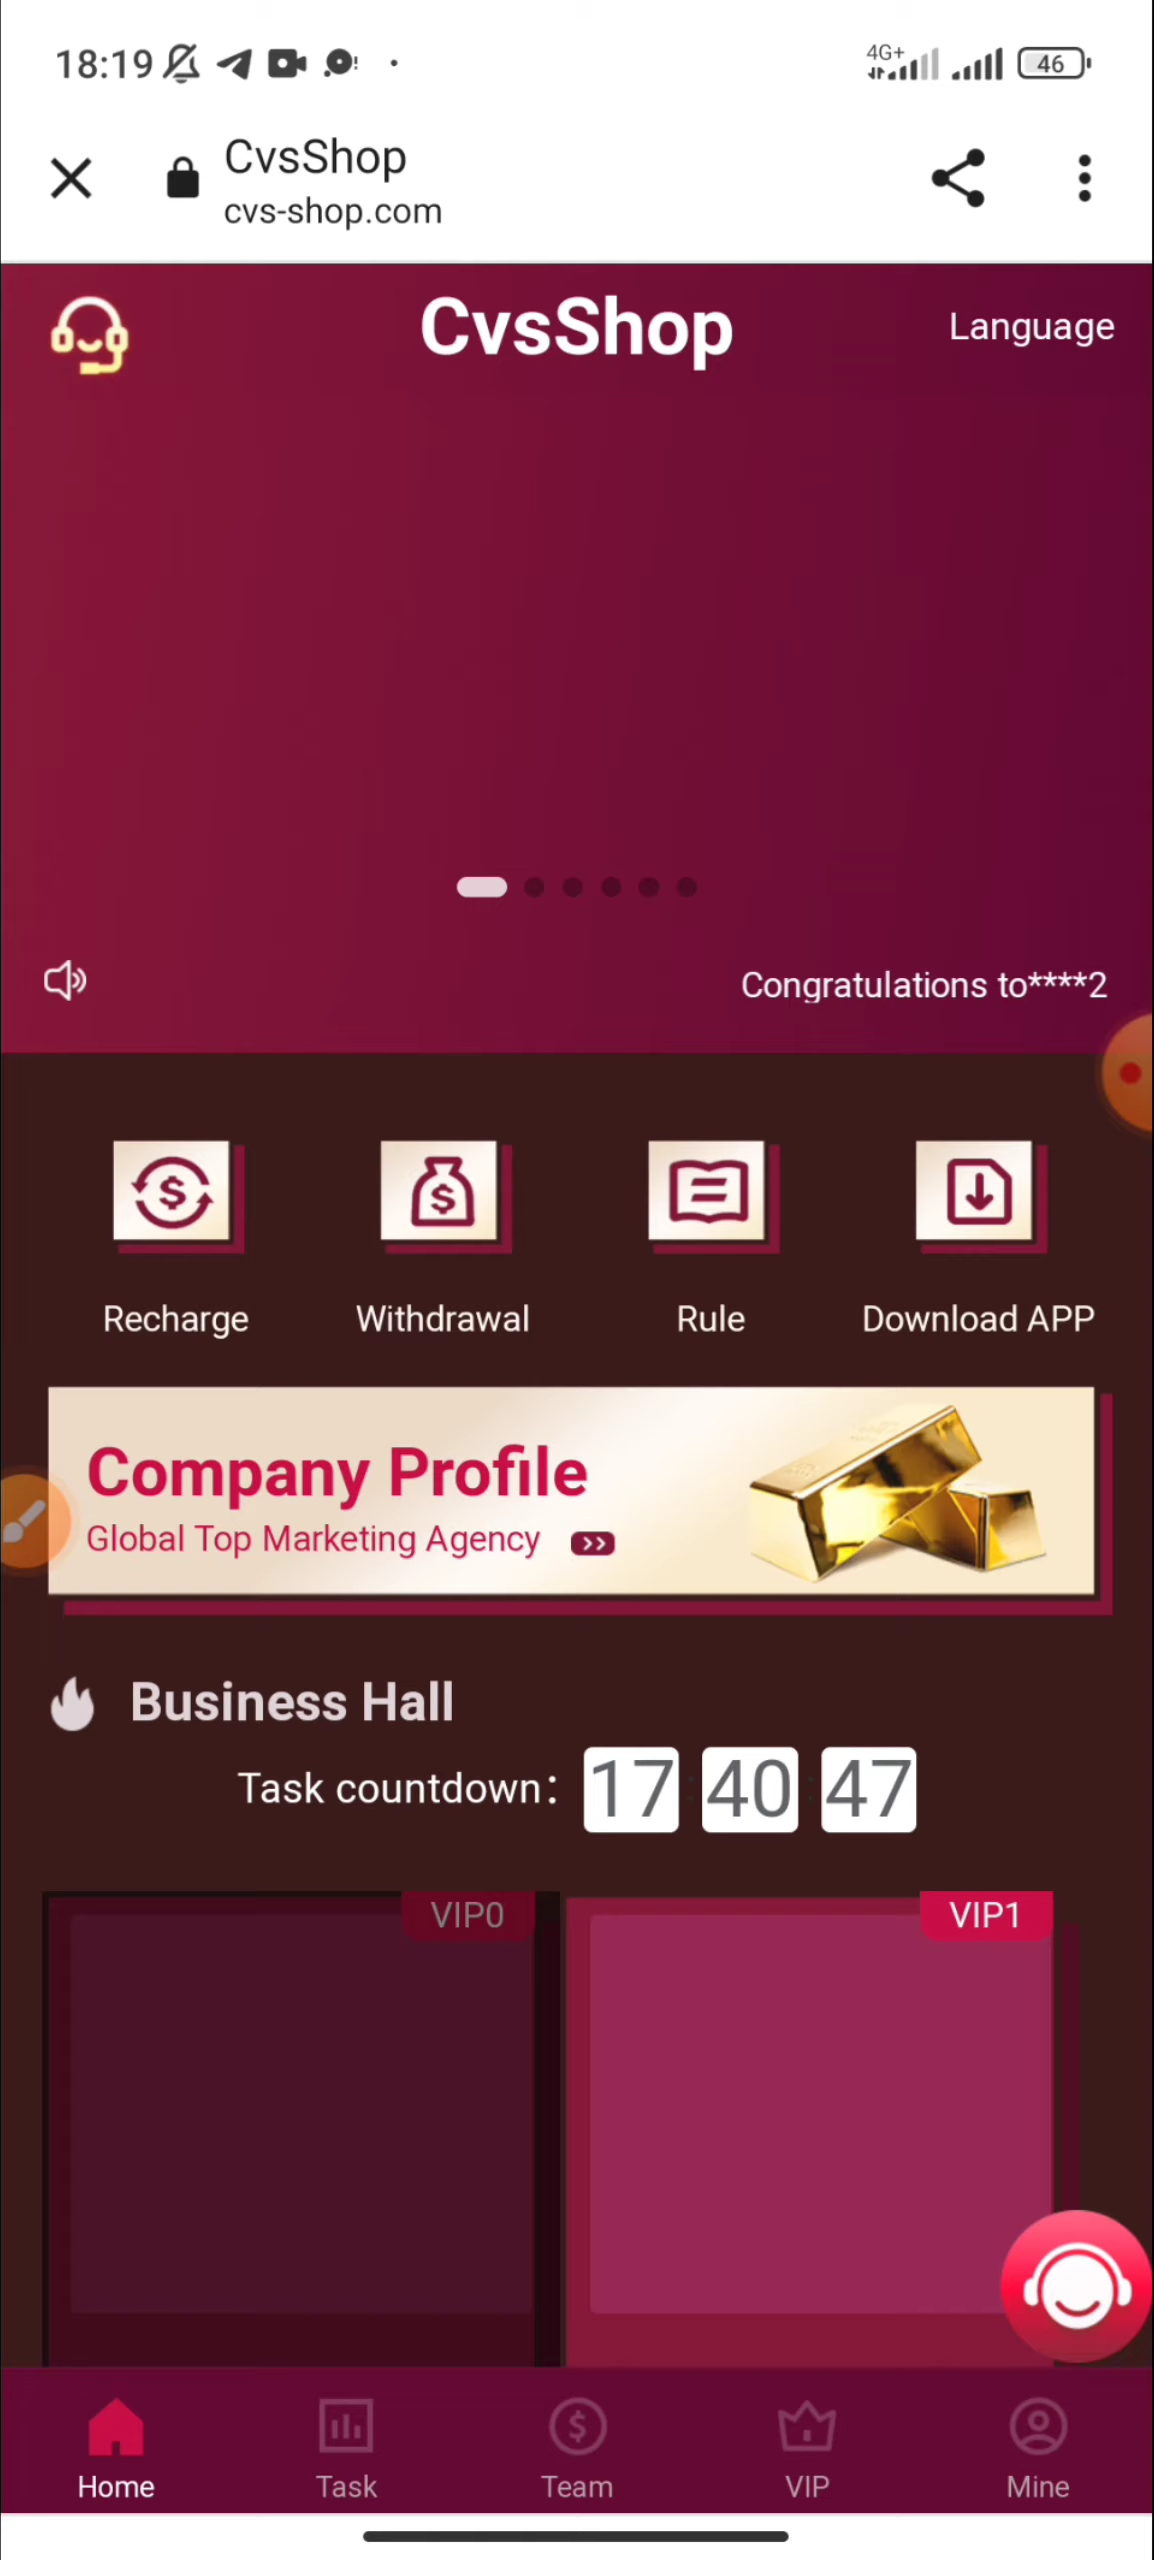 18:19
4G+
46
CvsShop
cvs-shop.com
CvsShop
Language
Congratulations to****2
Recharge
Withdrawal
Rule
Download APP
Company Profile
Global Top Marketing Agency
Business Hall
Task countdown: 17 : 40 : 47
VIP0
VIP1
Home
Task
Team
VIP
Mine